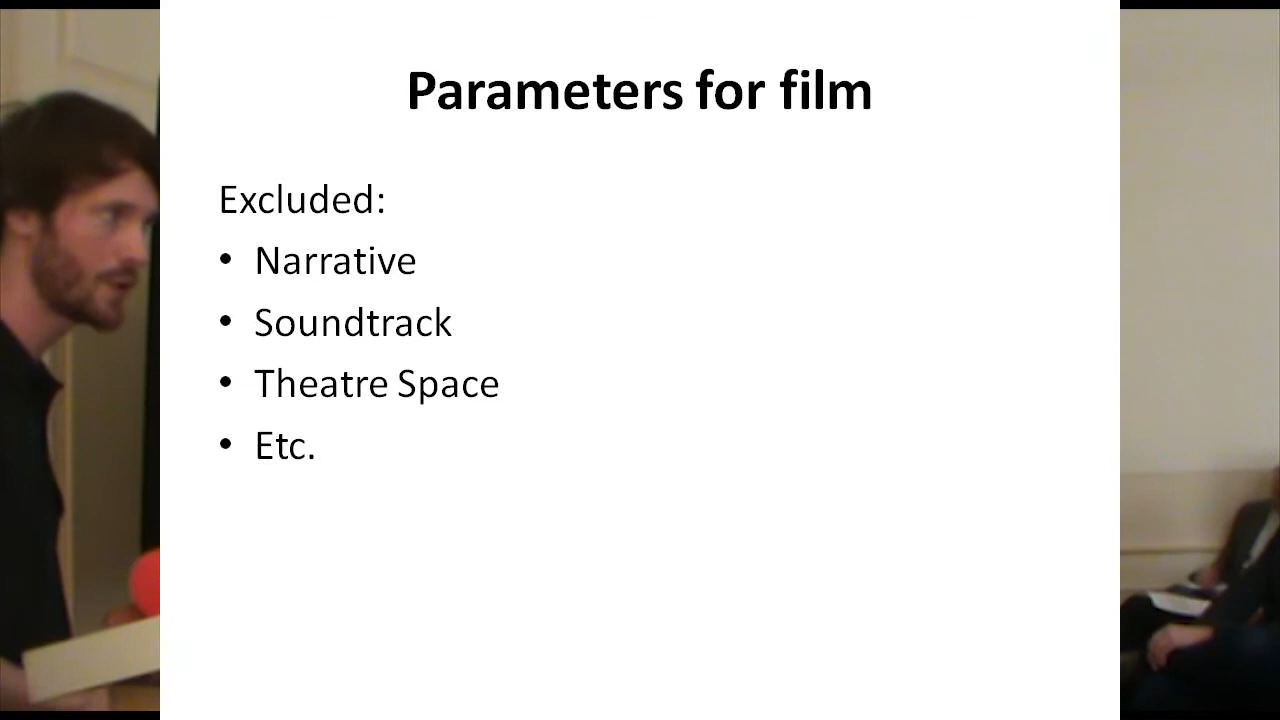 Parameters for film
Excluded:
• Narrative
• Soundtrack
• Theatre Space
• Etc.